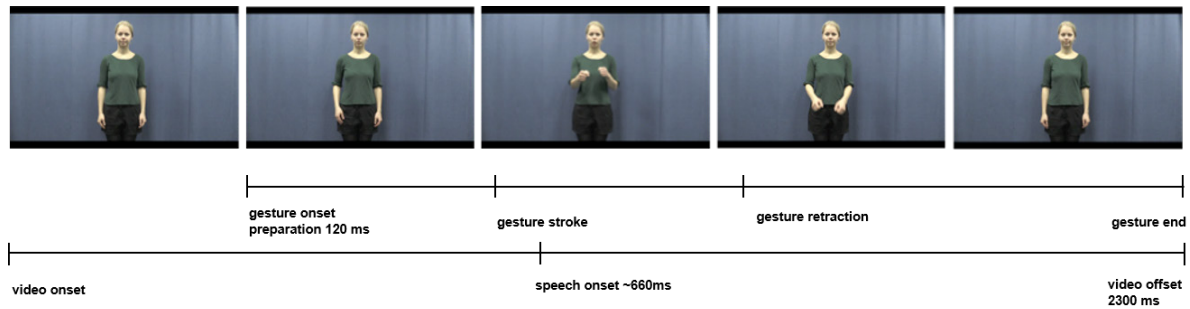 gesture onset
preparation 120 ms
gesture stroke
gesture retraction
gesture end
video onset
speech onset ~660ms
video offset
2300 ms